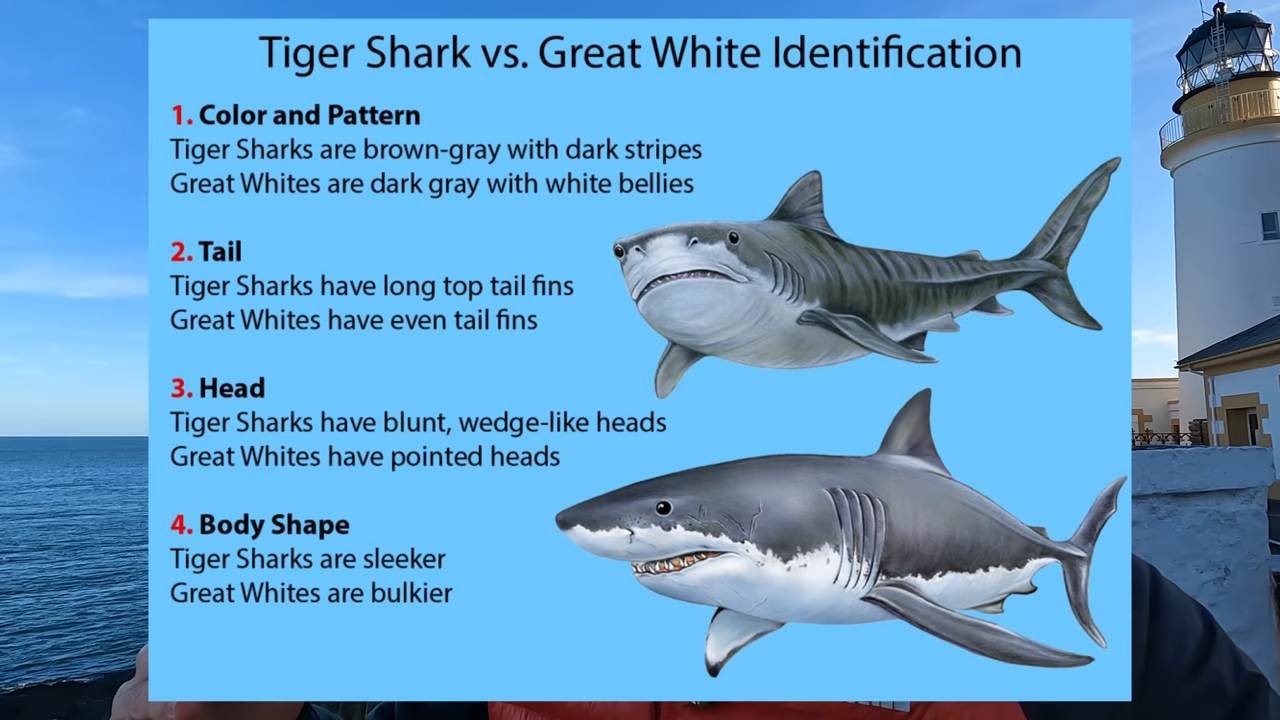 Tiger Shark vs. Great White Identification
1. Color and Pattern
Tiger Sharks are brown-gray with dark stripes
Great Whites are dark gray with white bellies
2. Tail
Tiger Sharks have long top tail fins
Great Whites have even tail fins
3. Head
Tiger Sharks have blunt, wedge-like heads
Great Whites have pointed heads
4. Body Shape
Tiger Sharks are sleeker
Great Whites are bulkier